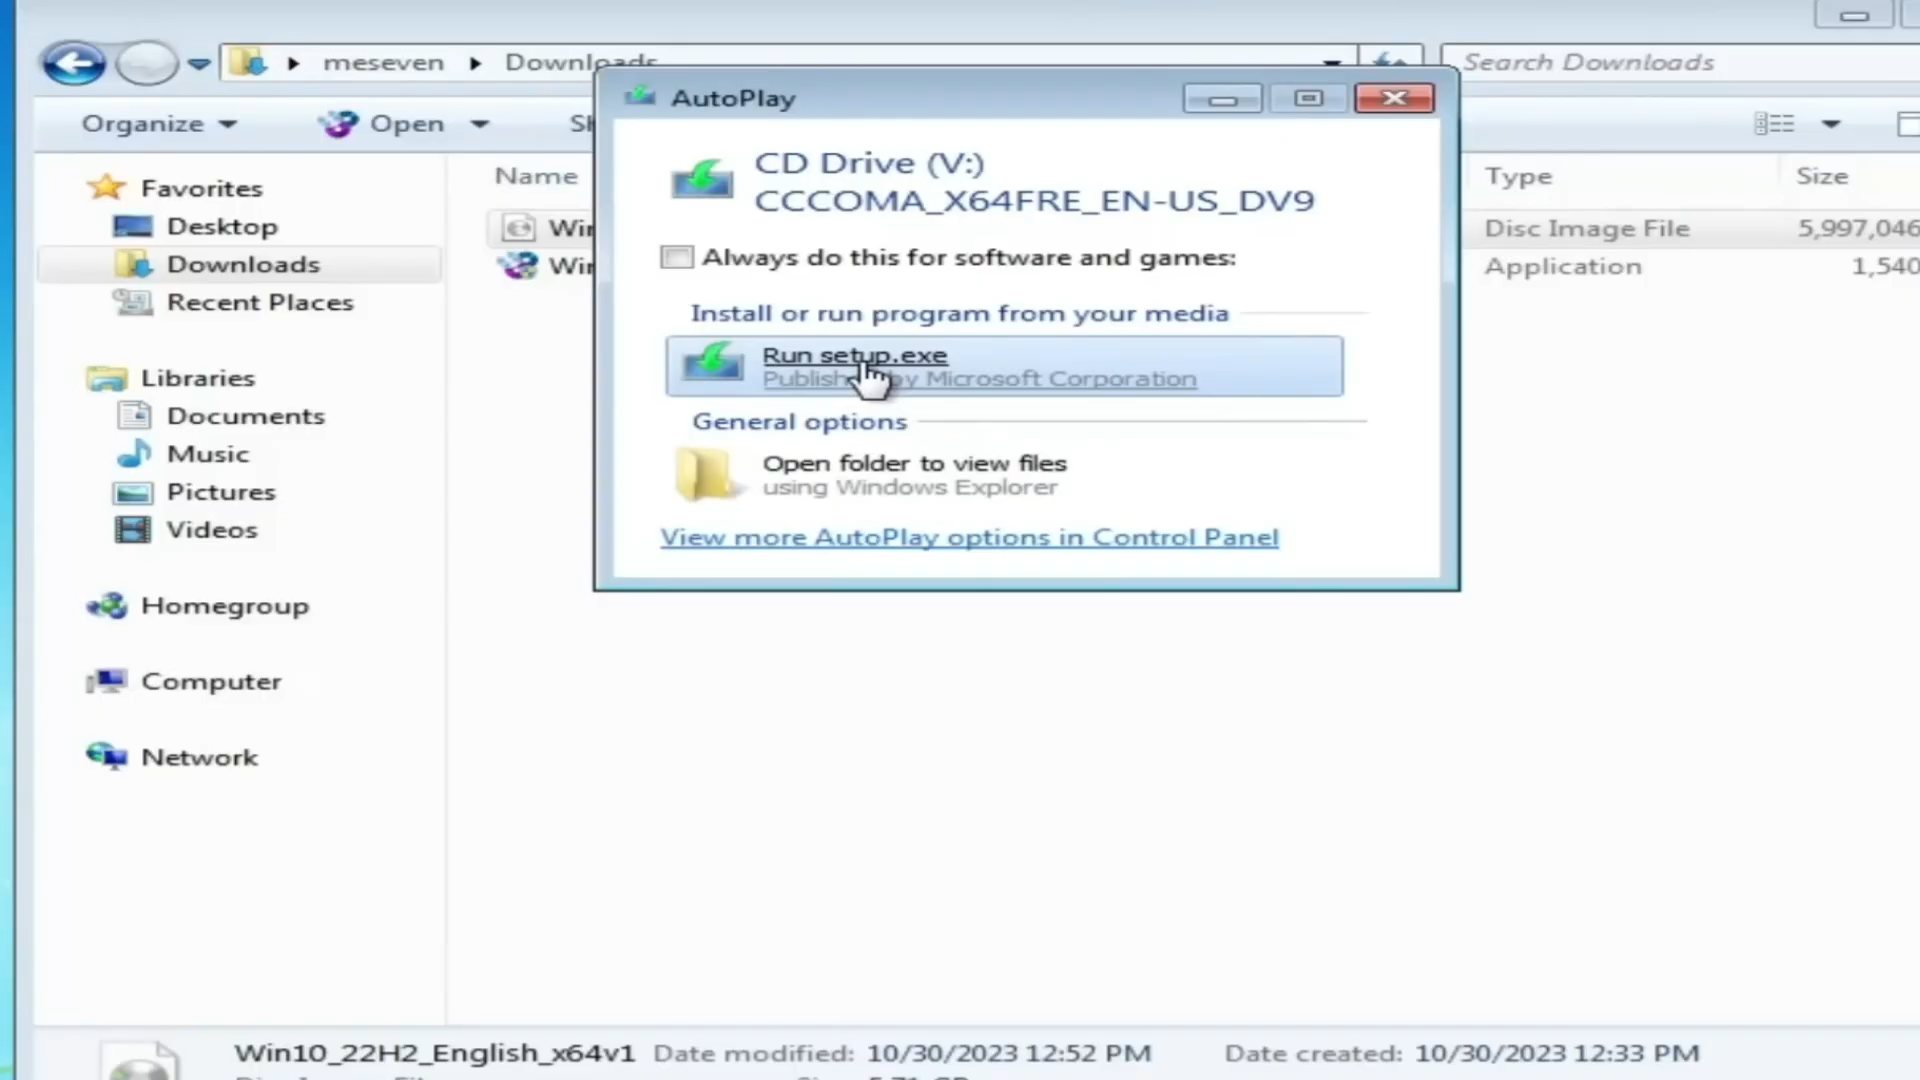 meseven
Downloads
Search Downloads
Organize
Open
AutoPlay
CD Drive (V:)
CCCOMA_X64FRE_EN-US_DV9
Always do this for software and games:
Install or run program from your media
Run setup.exe
by Microsoft Corporation
General options
Open folder to view files
using Windows Explorer
View more AutoPlay options in Control Panel
Favorites
Desktop
Downloads
Recent Places
Libraries
Documents
Music
Pictures
Videos
Homegroup
Computer
Network
Name
Type
Size
Disc Image File
5,997,046
Application
1,540
Win10_22H2_English_x64v1 Date modified: 10/30/2023 12:52 PM Date created: 10/30/2023 12:33 PM